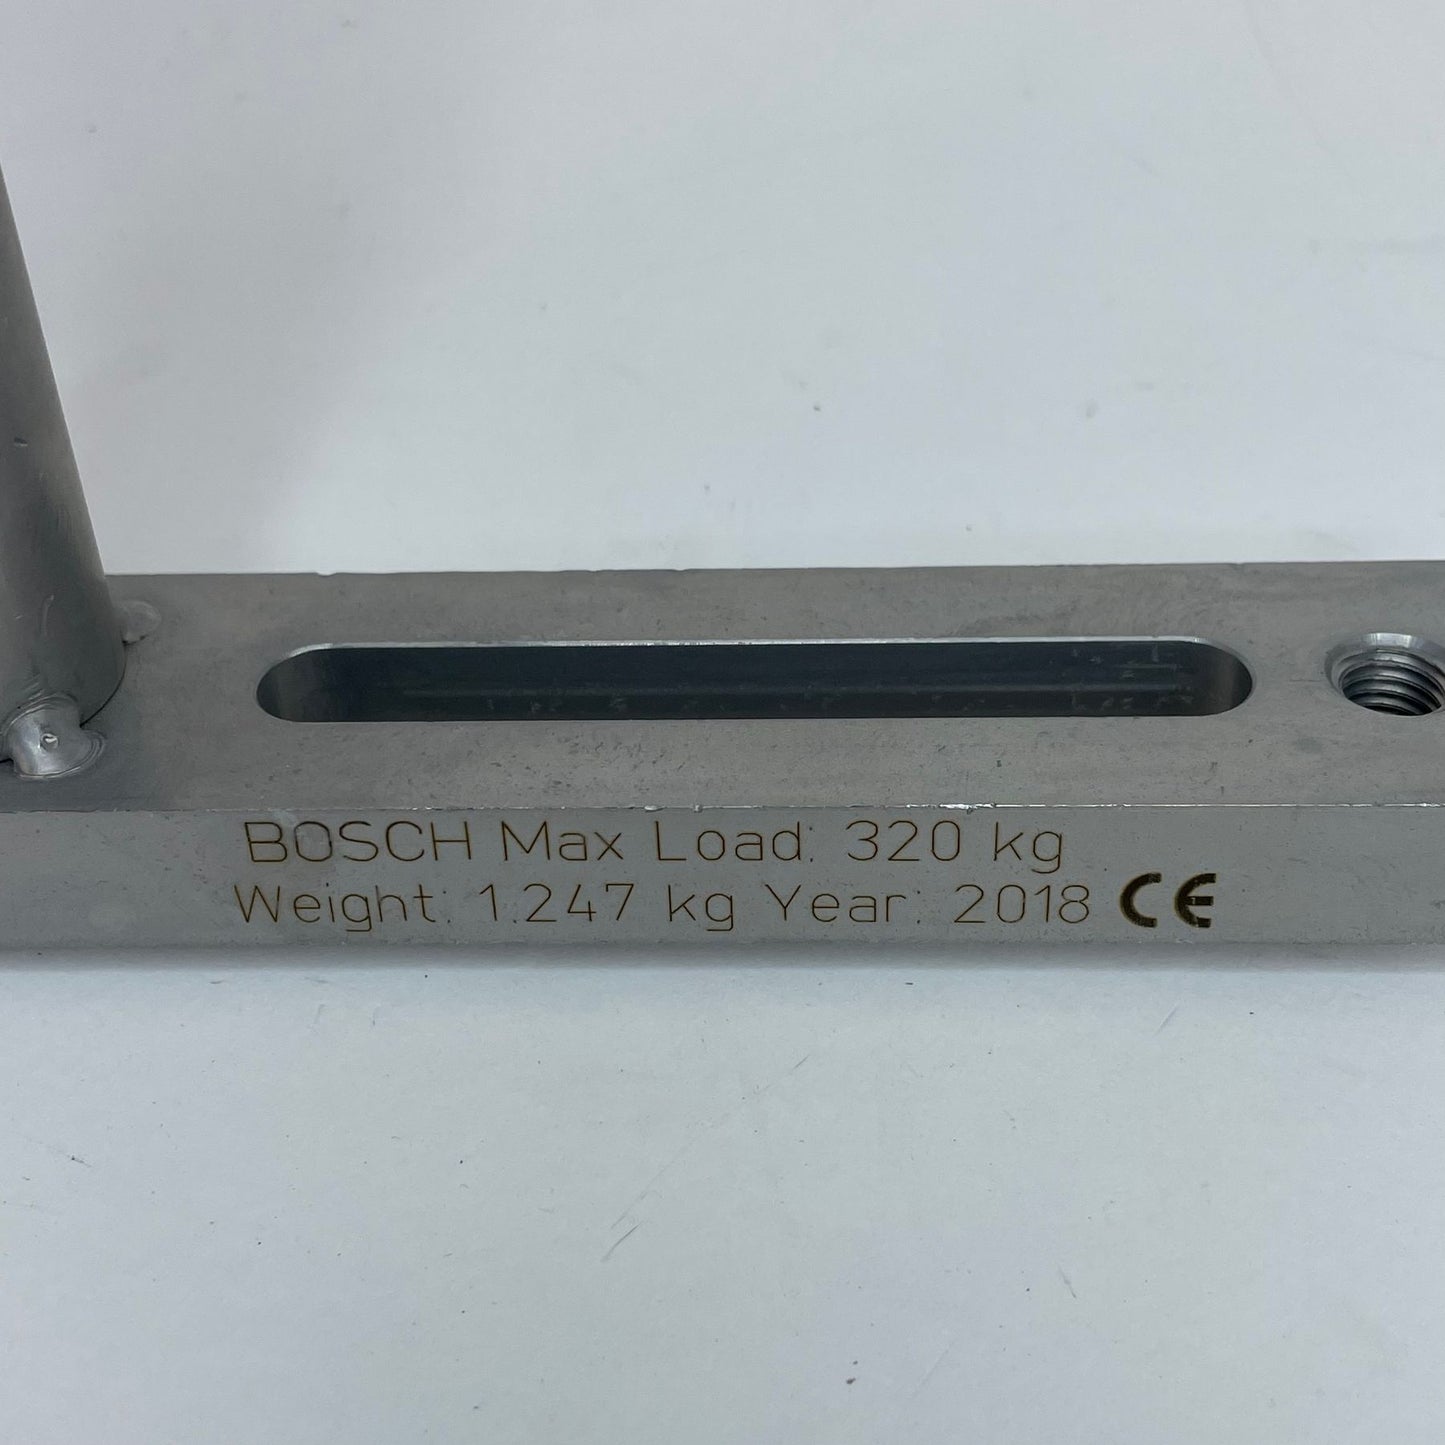 BOSCH Max Load: 320 kg
Weight: 1.247 kg Year: 2018 CE